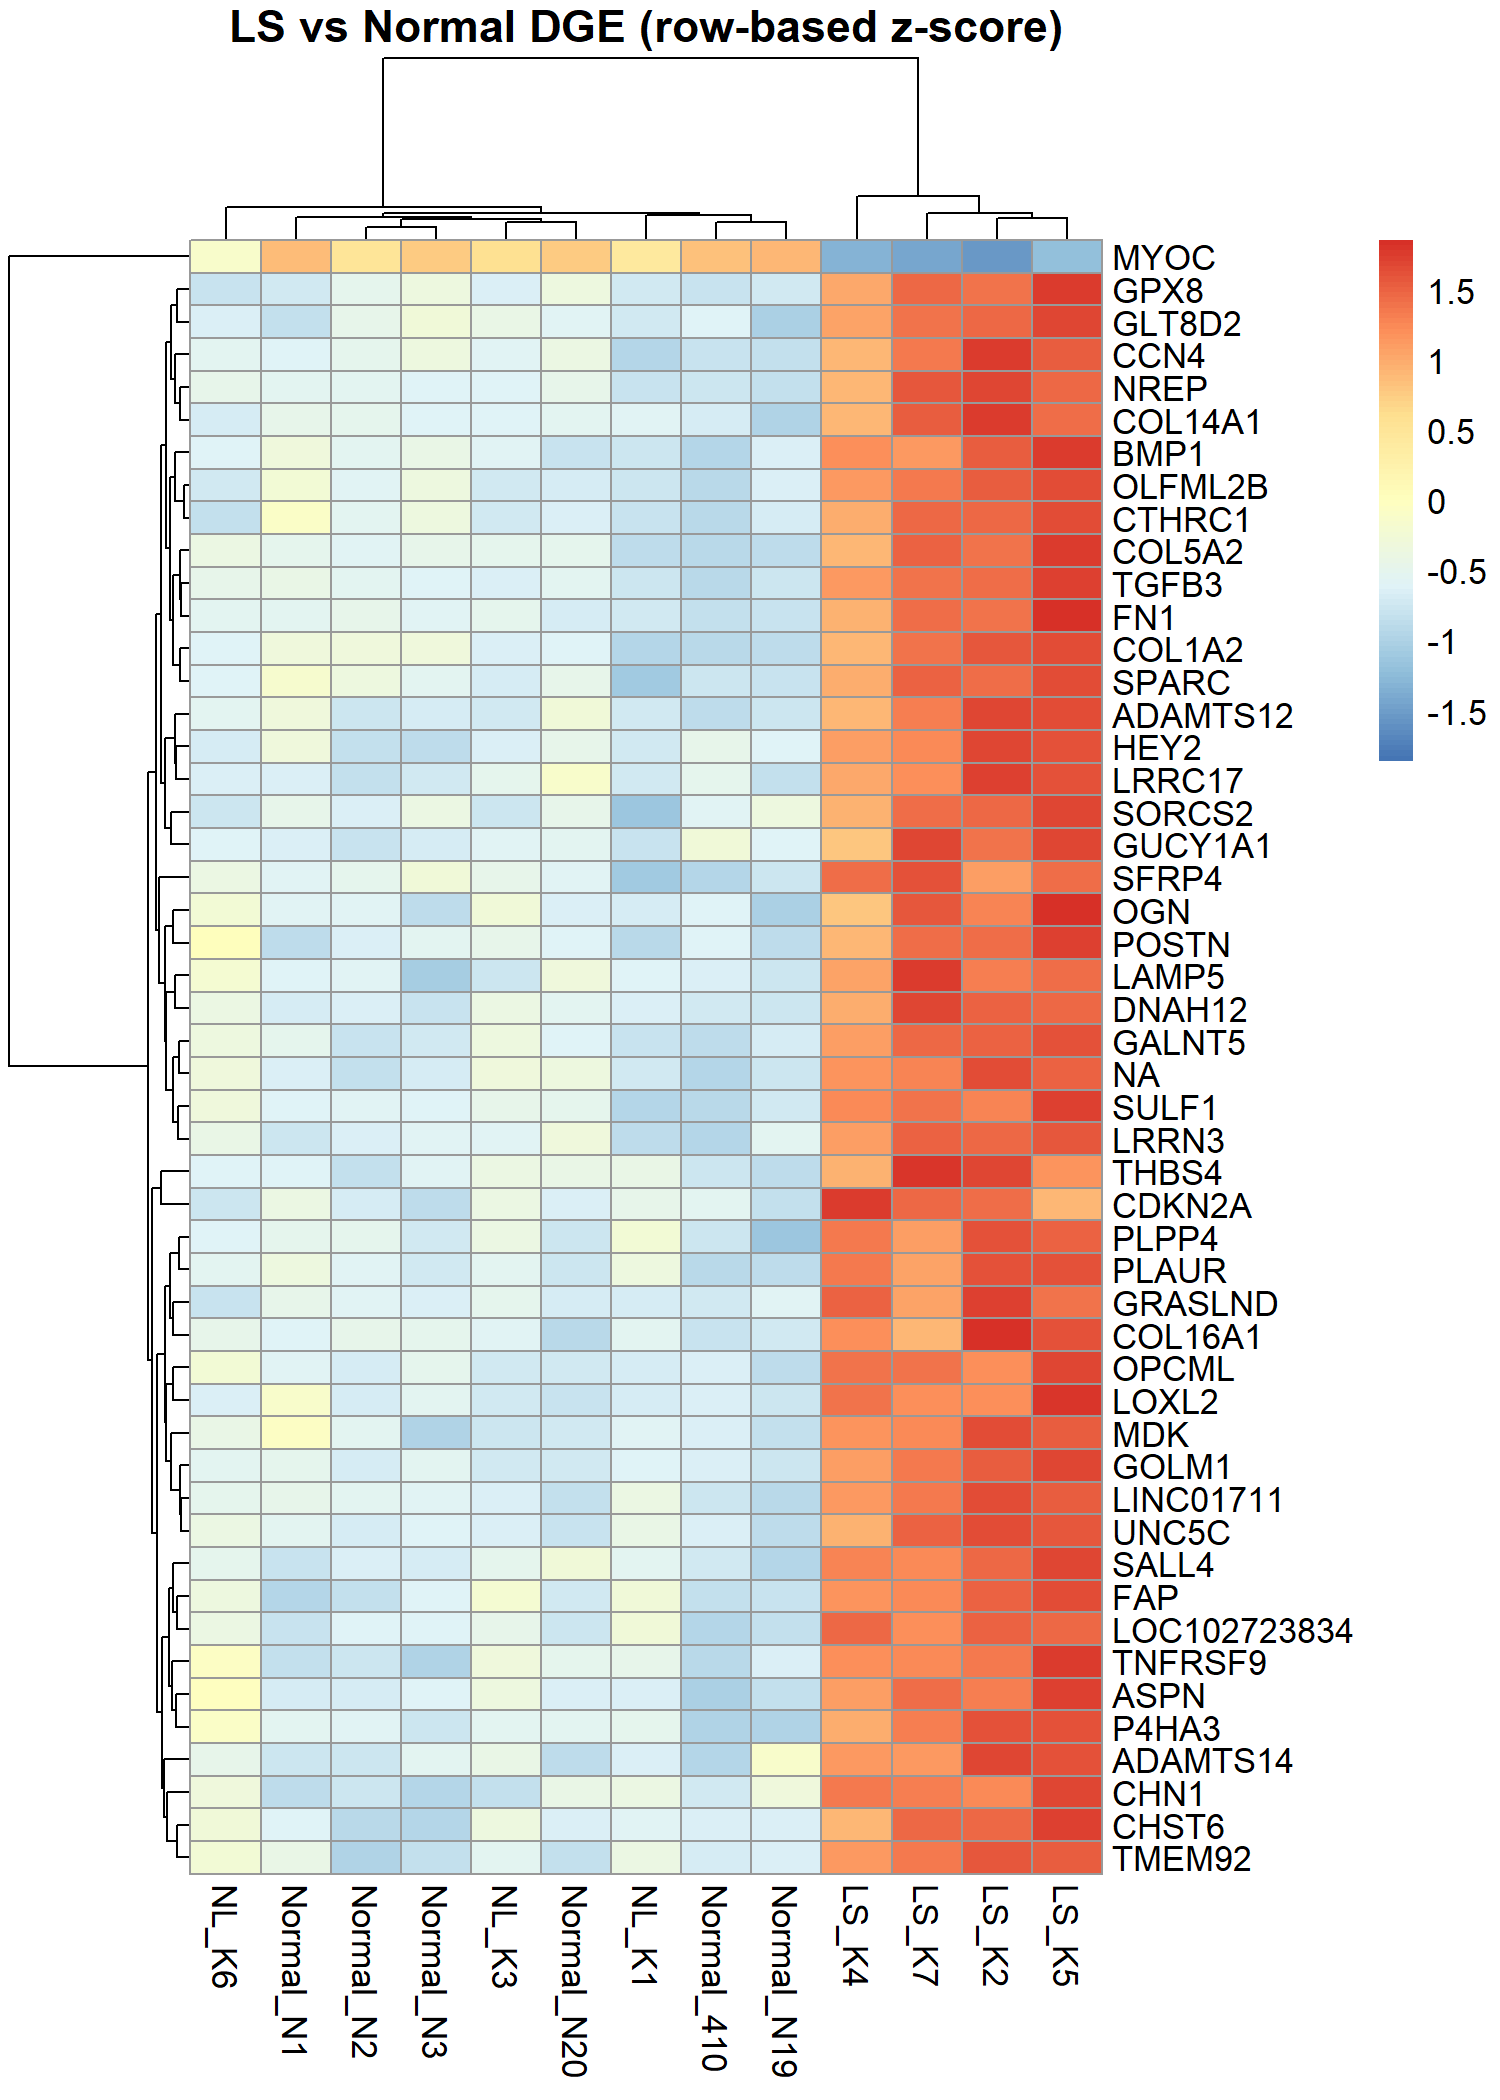 LS vs Normal DGE (row-based z-score)
MYOC
GPX8
GLT8D2
CCN4
NREP
COL14A1
BMP1
OLFML2B
CTHRC1
COL5A2
TGFB3
FN1
COL1A2
SPARC
ADAMTS12
HEY2
LRRC17
SORCS2
GUCY1A1
SFRP4
OGN
POSTN
LAMP5
DNAH12
GALNT5
NA
SULF1
LRRN3
THBS4
CDKN2A
PLPP4
PLAUR
GRASLND
COL16A1
OPCML
LOXL2
MDK
GOLM1
LINC01711
UNC5C
SALL4
FAP
LOC102723834
TNFRSF9
ASPN
P4HA3
ADAMTS14
CHN1
CHST6
TMEM92
1.5
1
0.5
0
-0.5
-1
-1.5
NL_K6
Normal_N1
Normal_N2
Normal_N3
NL_K3
Normal_N20
NL_K1
Normal_410
Normal_N19
LS_K4
LS_K7
LS_K2
LS_K5